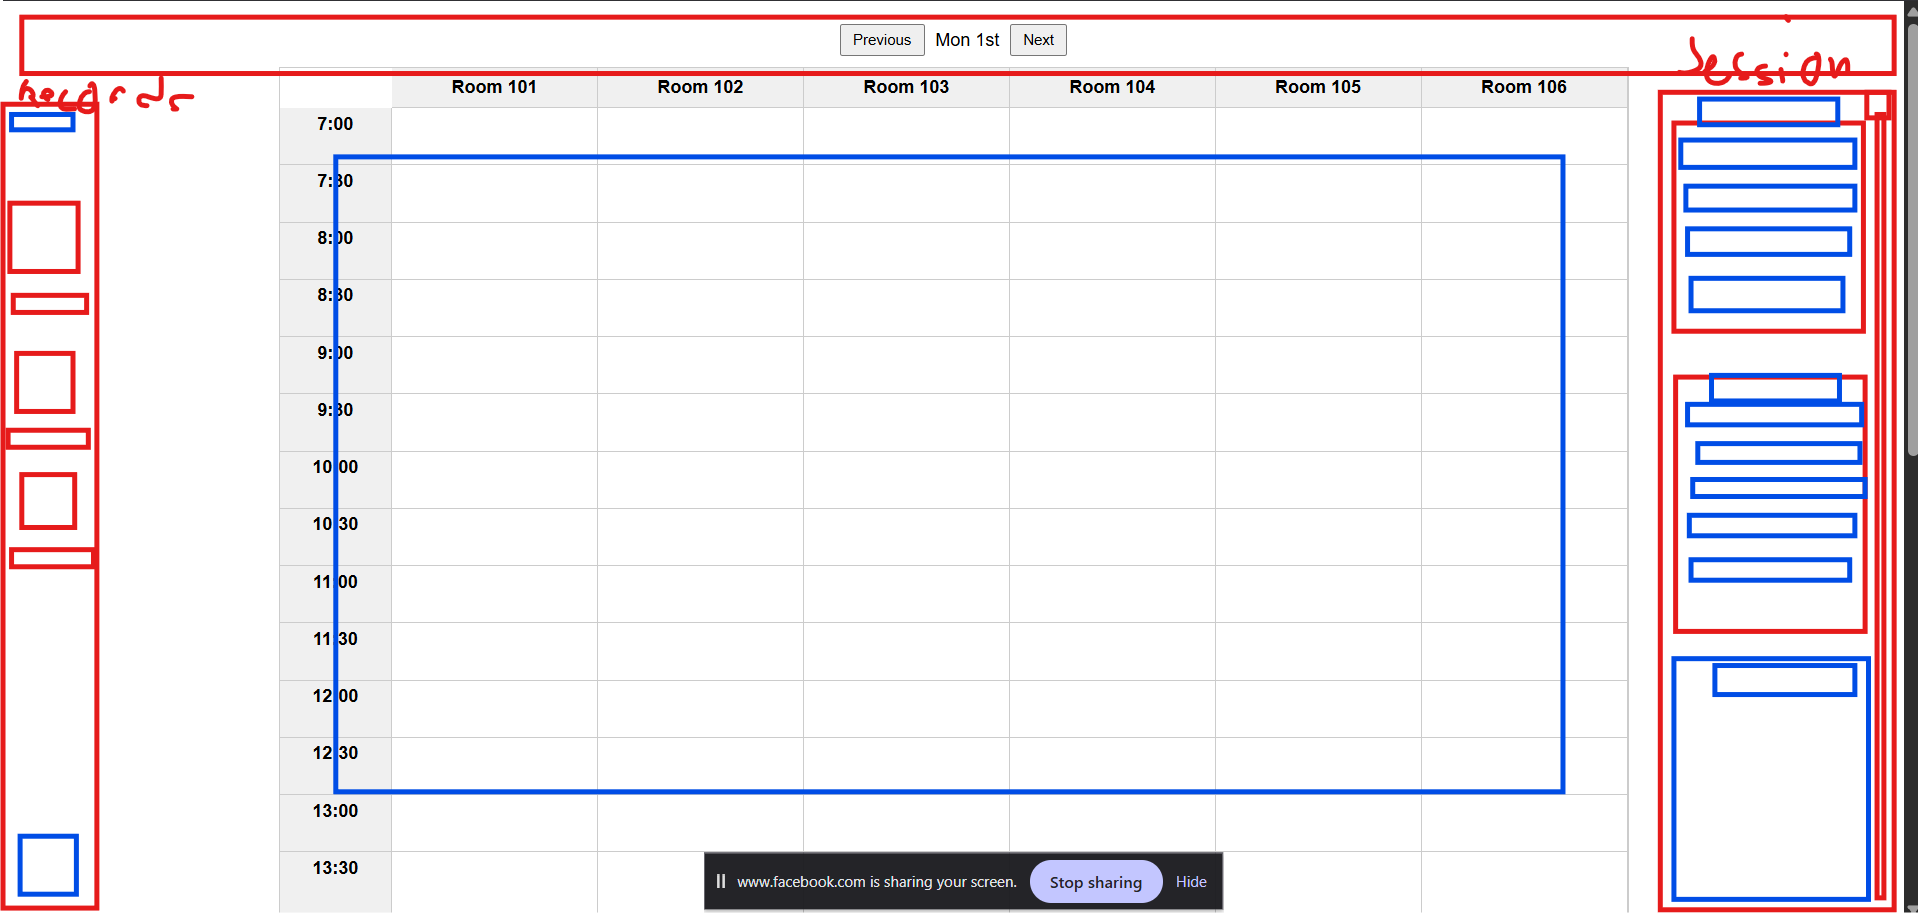 Previous Mon 1st Next
Session
Records
Room 101 Room 102 Room 103 Room 104 Room 105 Room 106
7:00
7:30
8:00
8:30
9:00
9:30
10:00
10:30
11:00
11:30
12:00
12:30
13:00
13:30
www.facebook.com is sharing your screen. Stop sharing Hide